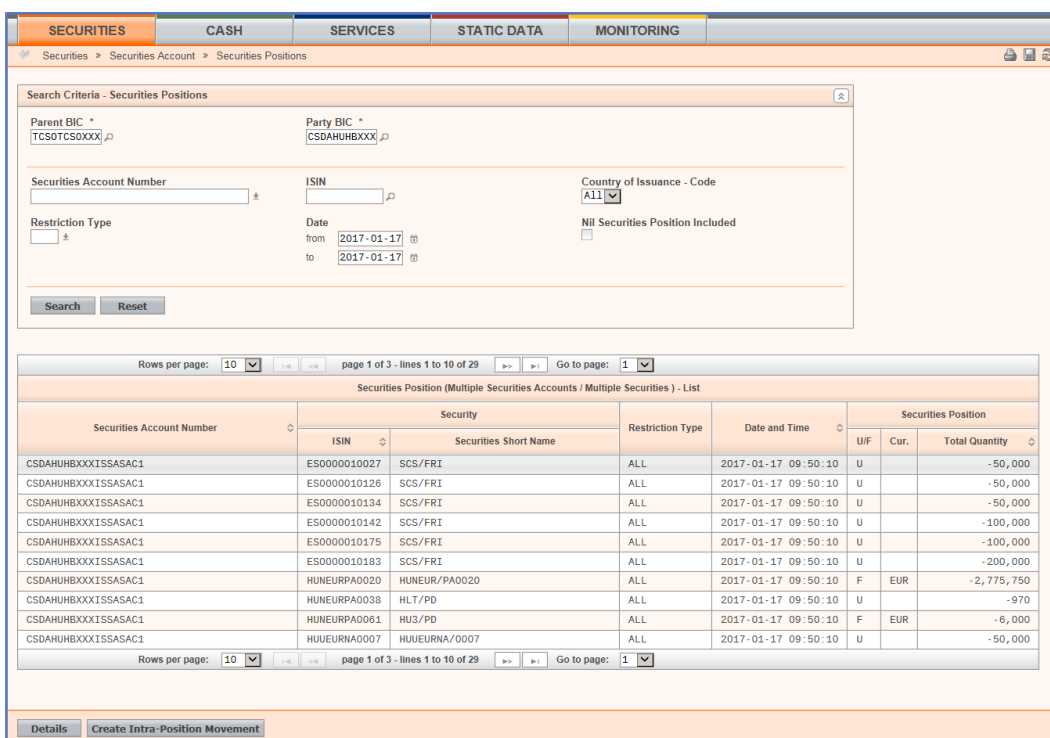 SECURITIES CASH SERVICES STATIC DATA MONITORING
Securities » Securities Account » Securities Positions
Search Criteria - Securities Positions
Parent BIC * Party BIC *
TCSOTCSOXXX CSDAHUHBXXX
Securities Account Number ISIN Country of Issuance - Code
All
Restriction Type Date Nil Securities Position Included
from 2017-01-17
to 2017-01-17
Search Reset
Rows per page: 10 page 1 of 3 - lines 1 to 10 of 29 Go to page: 1
Securities Position (Multiple Securities Accounts / Multiple Securities ) - List
Securities Account Number Security Restriction Type Date and Time Securities Position
ISIN Securities Short Name U/F Cur. Total Quantity
CSDAHUHBXXXISSASAC1 ES0000010027 SCS/FRI ALL 2017-01-17 09:50:10 U -50,000
CSDAHUHBXXXISSASAC1 ES0000010126 SCS/FRI ALL 2017-01-17 09:50:10 U -50,000
CSDAHUHBXXXISSASAC1 ES0000010134 SCS/FRI ALL 2017-01-17 09:50:10 U -50,000
CSDAHUHBXXXISSASAC1 ES0000010142 SCS/FRI ALL 2017-01-17 09:50:10 U -100,000
CSDAHUHBXXXISSASAC1 ES0000010175 SCS/FRI ALL 2017-01-17 09:50:10 U -100,000
CSDAHUHBXXXISSASAC1 ES0000010183 SCS/FRI ALL 2017-01-17 09:50:10 U -200,000
CSDAHUHBXXXISSASAC1 HUNEURPA0020 HUNEUR/PA0020 ALL 2017-01-17 09:50:10 F EUR -2,775,750
CSDAHUHBXXXISSASAC1 HUNEURPA0038 HLT/PD ALL 2017-01-17 09:50:10 U -970
CSDAHUHBXXXISSASAC1 HUNEURPA0061 HU3/PD ALL 2017-01-17 09:50:10 F EUR -6,000
CSDAHUHBXXXISSASAC1 HUUEURNA0007 HUUEURNA/0007 ALL 2017-01-17 09:50:10 U -50,000
Rows per page: 10 page 1 of 3 - lines 1 to 10 of 29 Go to page: 1
Details Create Intra-Position Movement